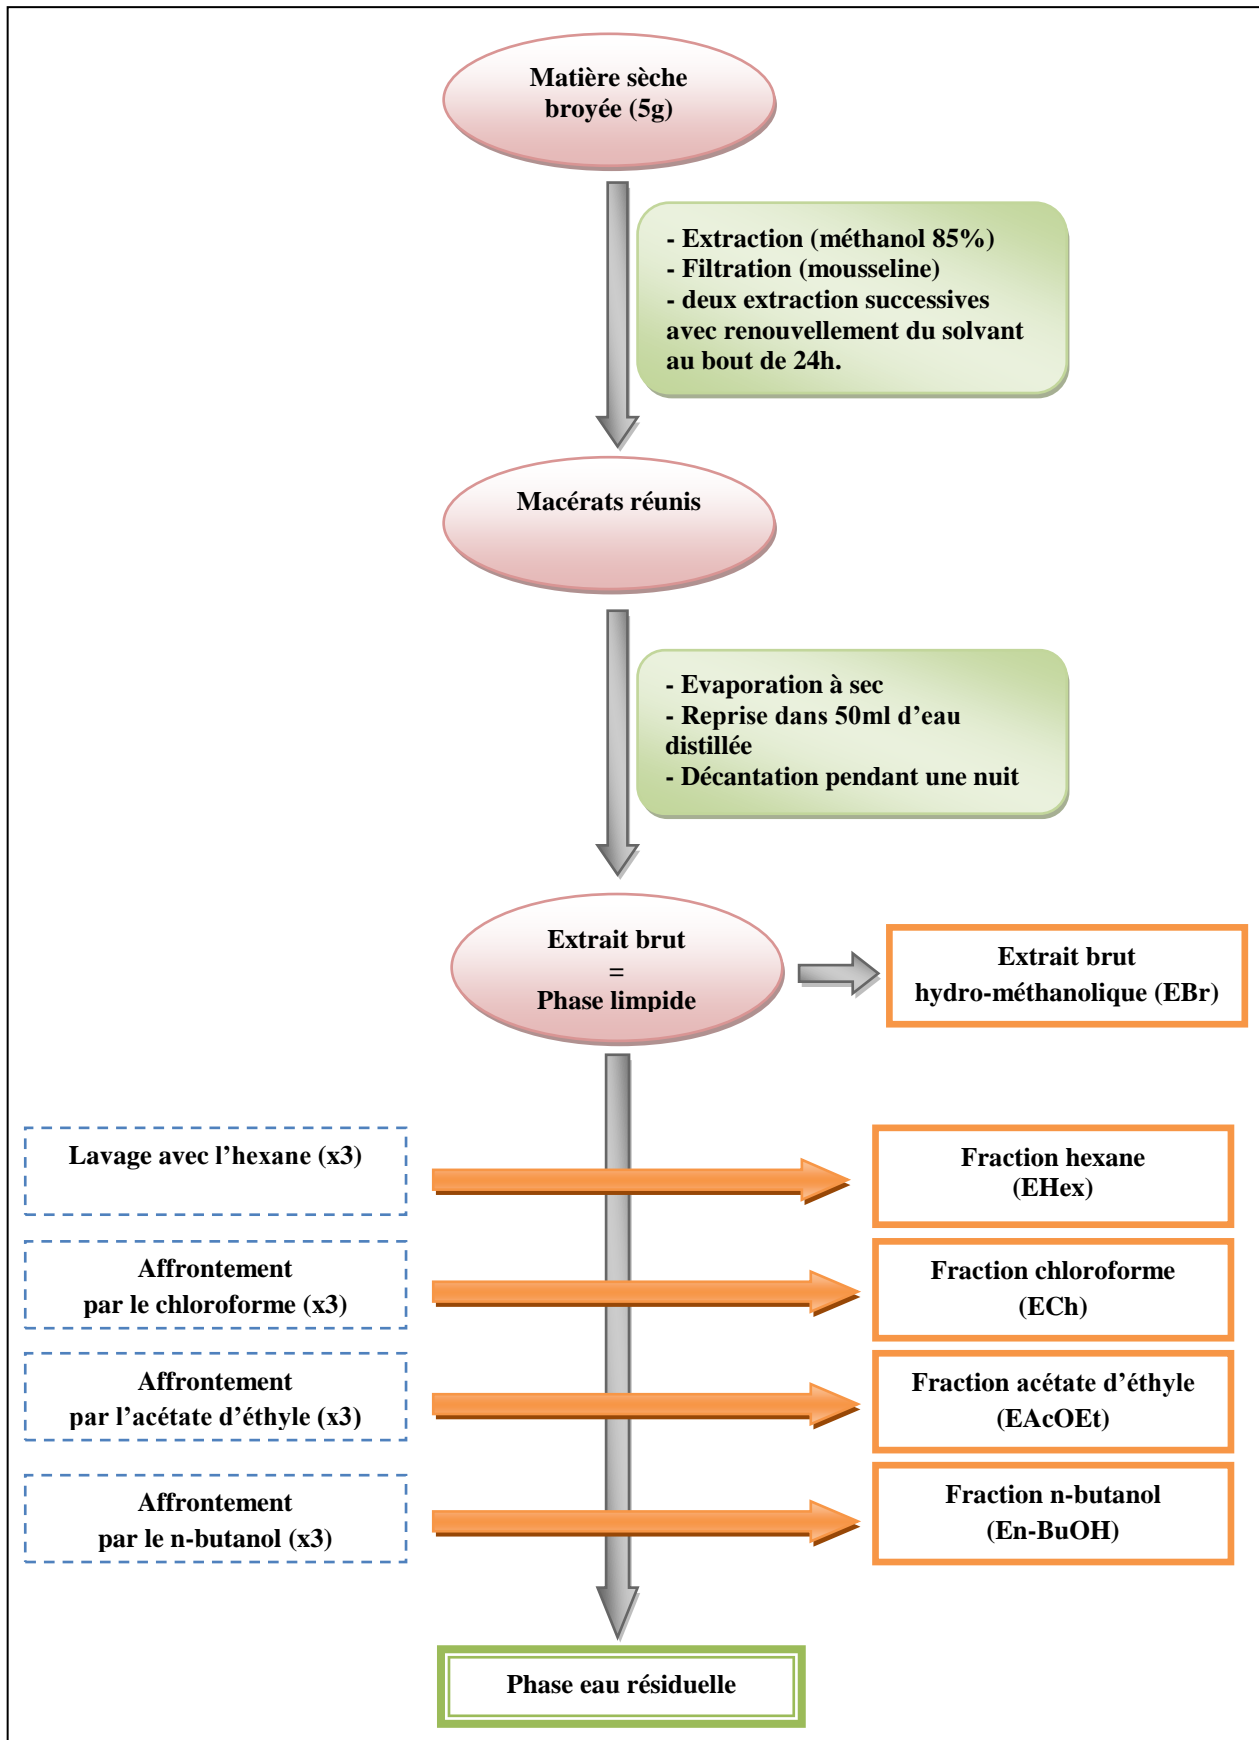 Matière sèche
broyée (5g)
- Extraction (méthanol 85%)
- Filtration (mousseline)
- deux extraction successives
avec renouvellement du solvant
au bout de 24h.
Macérats réunis
- Evaporation à sec
- Reprise dans 50ml d’eau
distillée
- Décantation pendant une nuit
Extrait brut
=
Phase limpide
Extrait brut
hydro-méthanolique (EBr)
Lavage avec l’hexane (x3)
Fraction hexane
(EHex)
Affrontement
par le chloroforme (x3)
Fraction chloroforme
(ECh)
Affrontement
par l’acétate d’éthyle (x3)
Fraction acétate d’éthyle
(EAcOEt)
Affrontement
par le n-butanol (x3)
Fraction n-butanol
(En-BuOH)
Phase eau résiduelle